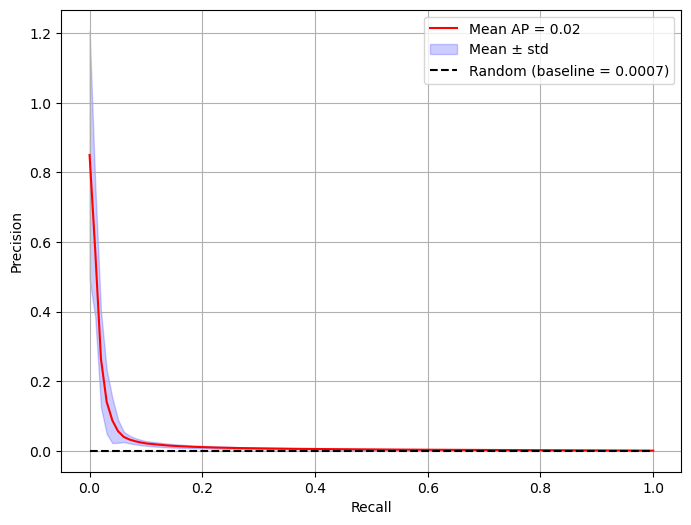 Mean AP = 0.02
Mean ± std
Random (baseline = 0.0007)
1.2
1.0
0.8
0.6
0.4
0.2
0.0
Precision
0.0 0.2 0.4 0.6 0.8 1.0
Recall